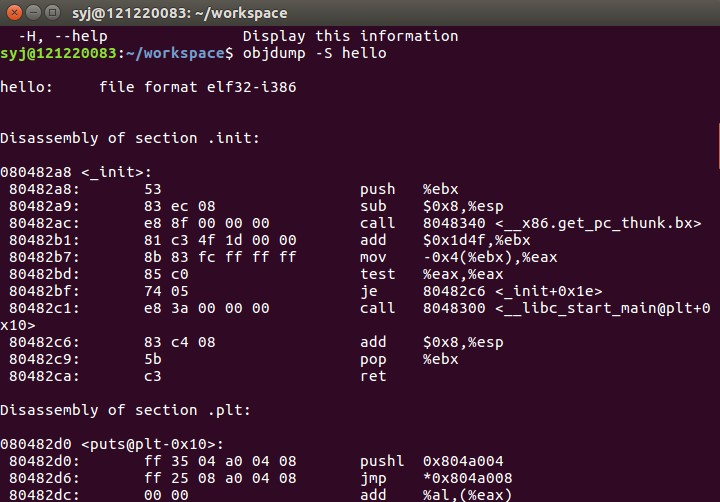 syj@121220083: ~/workspace
-H, --help                Display this information
syj@121220083:~/workspace$ objdump -S hello
hello:     file format elf32-i386
Disassembly of section .init:
080482a8 <_init>:
 80482a8:       53                      push   %ebx
 80482a9:       83 ec 08                sub    $0x8,%esp
 80482ac:       e8 8f 00 00 00          call   8048340 <__x86.get_pc_thunk.bx>
 80482b1:       81 c3 4f 1d 00 00       add    $0x1d4f,%ebx
 80482b7:       8b 83 fc ff ff ff       mov    -0x4(%ebx),%eax
 80482bd:       85 c0                   test   %eax,%eax
 80482bf:       74 05                   je     80482c6 <_init+0x1e>
 80482c1:       e8 3a 00 00 00          call   8048300 <__libc_start_main@plt+0
x10>
 80482c6:       83 c4 08                add    $0x8,%esp
 80482c9:       5b                      pop    %ebx
 80482ca:       c3                      ret
Disassembly of section .plt:
080482d0 <puts@plt-0x10>:
 80482d0:       ff 35 04 a0 04 08       pushl  0x804a004
 80482d6:       ff 25 08 a0 04 08       jmp    *0x804a008
 80482dc:       00 00                   add    %al,(%eax)